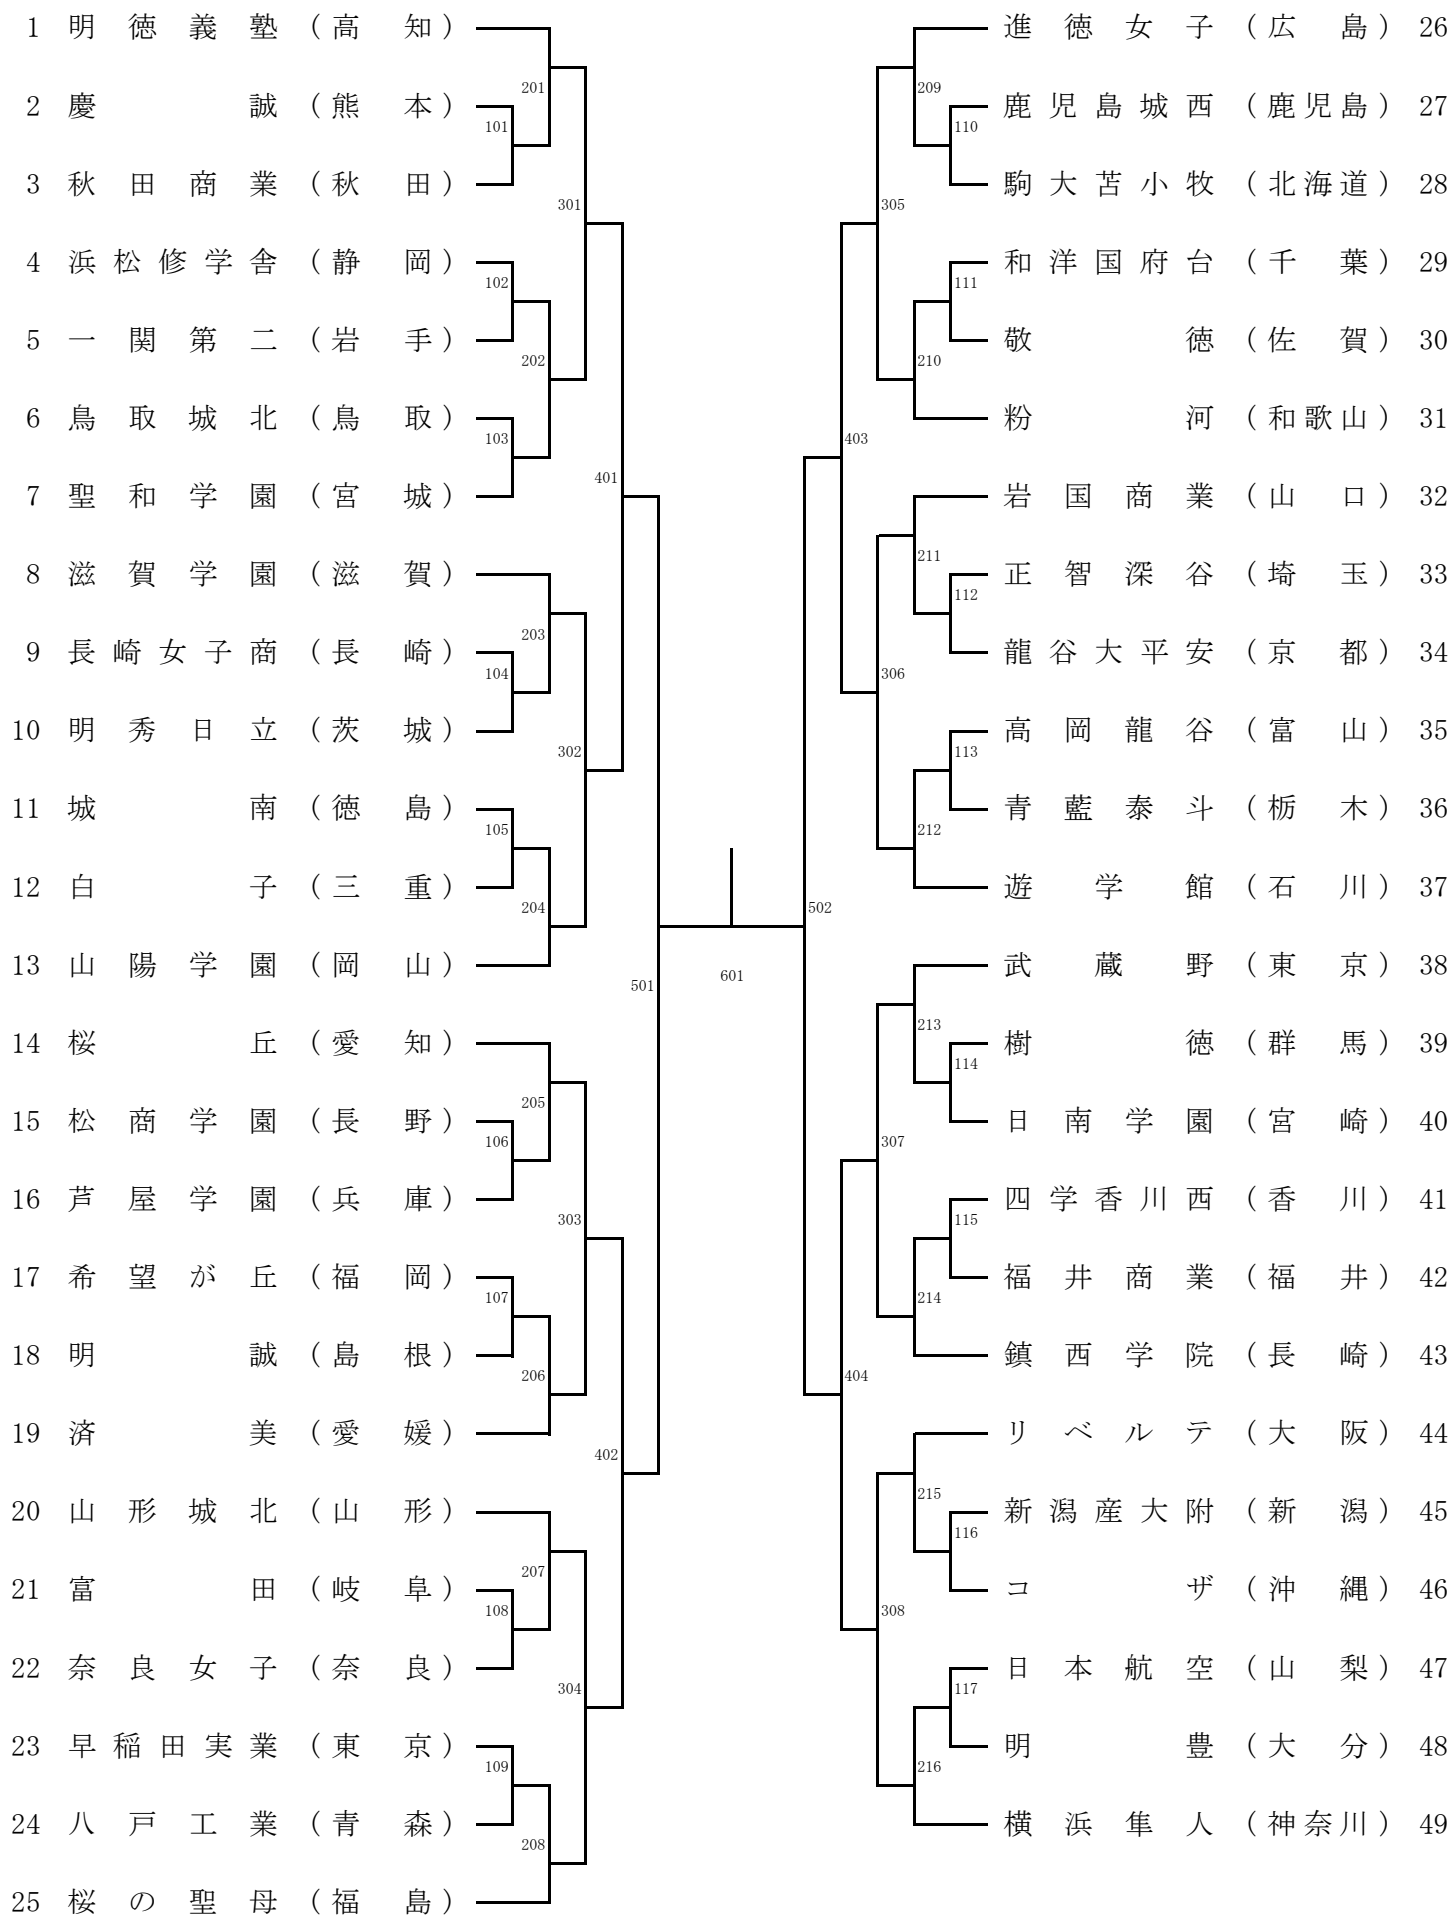 1 明徳義塾（高知）
2 慶誠（熊本）
3 秋田商業（秋田）
4 浜松修学舎（静岡）
5 一関第二（岩手）
6 鳥取城北（鳥取）
7 聖和学園（宮城）
8 滋賀学園（滋賀）
9 長崎女子商（長崎）
10 明秀日立（茨城）
11 城南（徳島）
12 白子（三重）
13 山陽学園（岡山）
14 桜丘（愛知）
15 松商学園（長野）
16 芦屋学園（兵庫）
17 希望が丘（福岡）
18 明誠（島根）
19 済美（愛媛）
20 山形城北（山形）
21 富田（岐阜）
22 奈良女子（奈良）
23 早稲田実業（東京）
24 八戸工業（青森）
25 桜の聖母（福島）
101
102
103
104
105
106
107
108
109
201
202
203
204
205
206
207
208
301
302
303
304
401
402
501
601
502
403
404
305
306
307
308
209
210
211
212
213
214
215
216
110
111
112
113
114
115
116
117
進徳女子（広島） 26
鹿児島城西（鹿児島） 27
駒大苫小牧（北海道） 28
和洋国府台（千葉） 29
敬徳（佐賀） 30
粉河（和歌山） 31
岩国商業（山口） 32
正智深谷（埼玉） 33
龍谷大平安（京都） 34
高岡龍谷（富山） 35
青藍泰斗（栃木） 36
遊学館（石川） 37
武蔵野（東京） 38
樹徳（群馬） 39
日南学園（宮崎） 40
四学香川西（香川） 41
福井商業（福井） 42
鎮西学院（長崎） 43
リベルテ（大阪） 44
新潟産大附（新潟） 45
コザ（沖縄） 46
日本航空（山梨） 47
明豊（大分） 48
横浜隼人（神奈川） 49